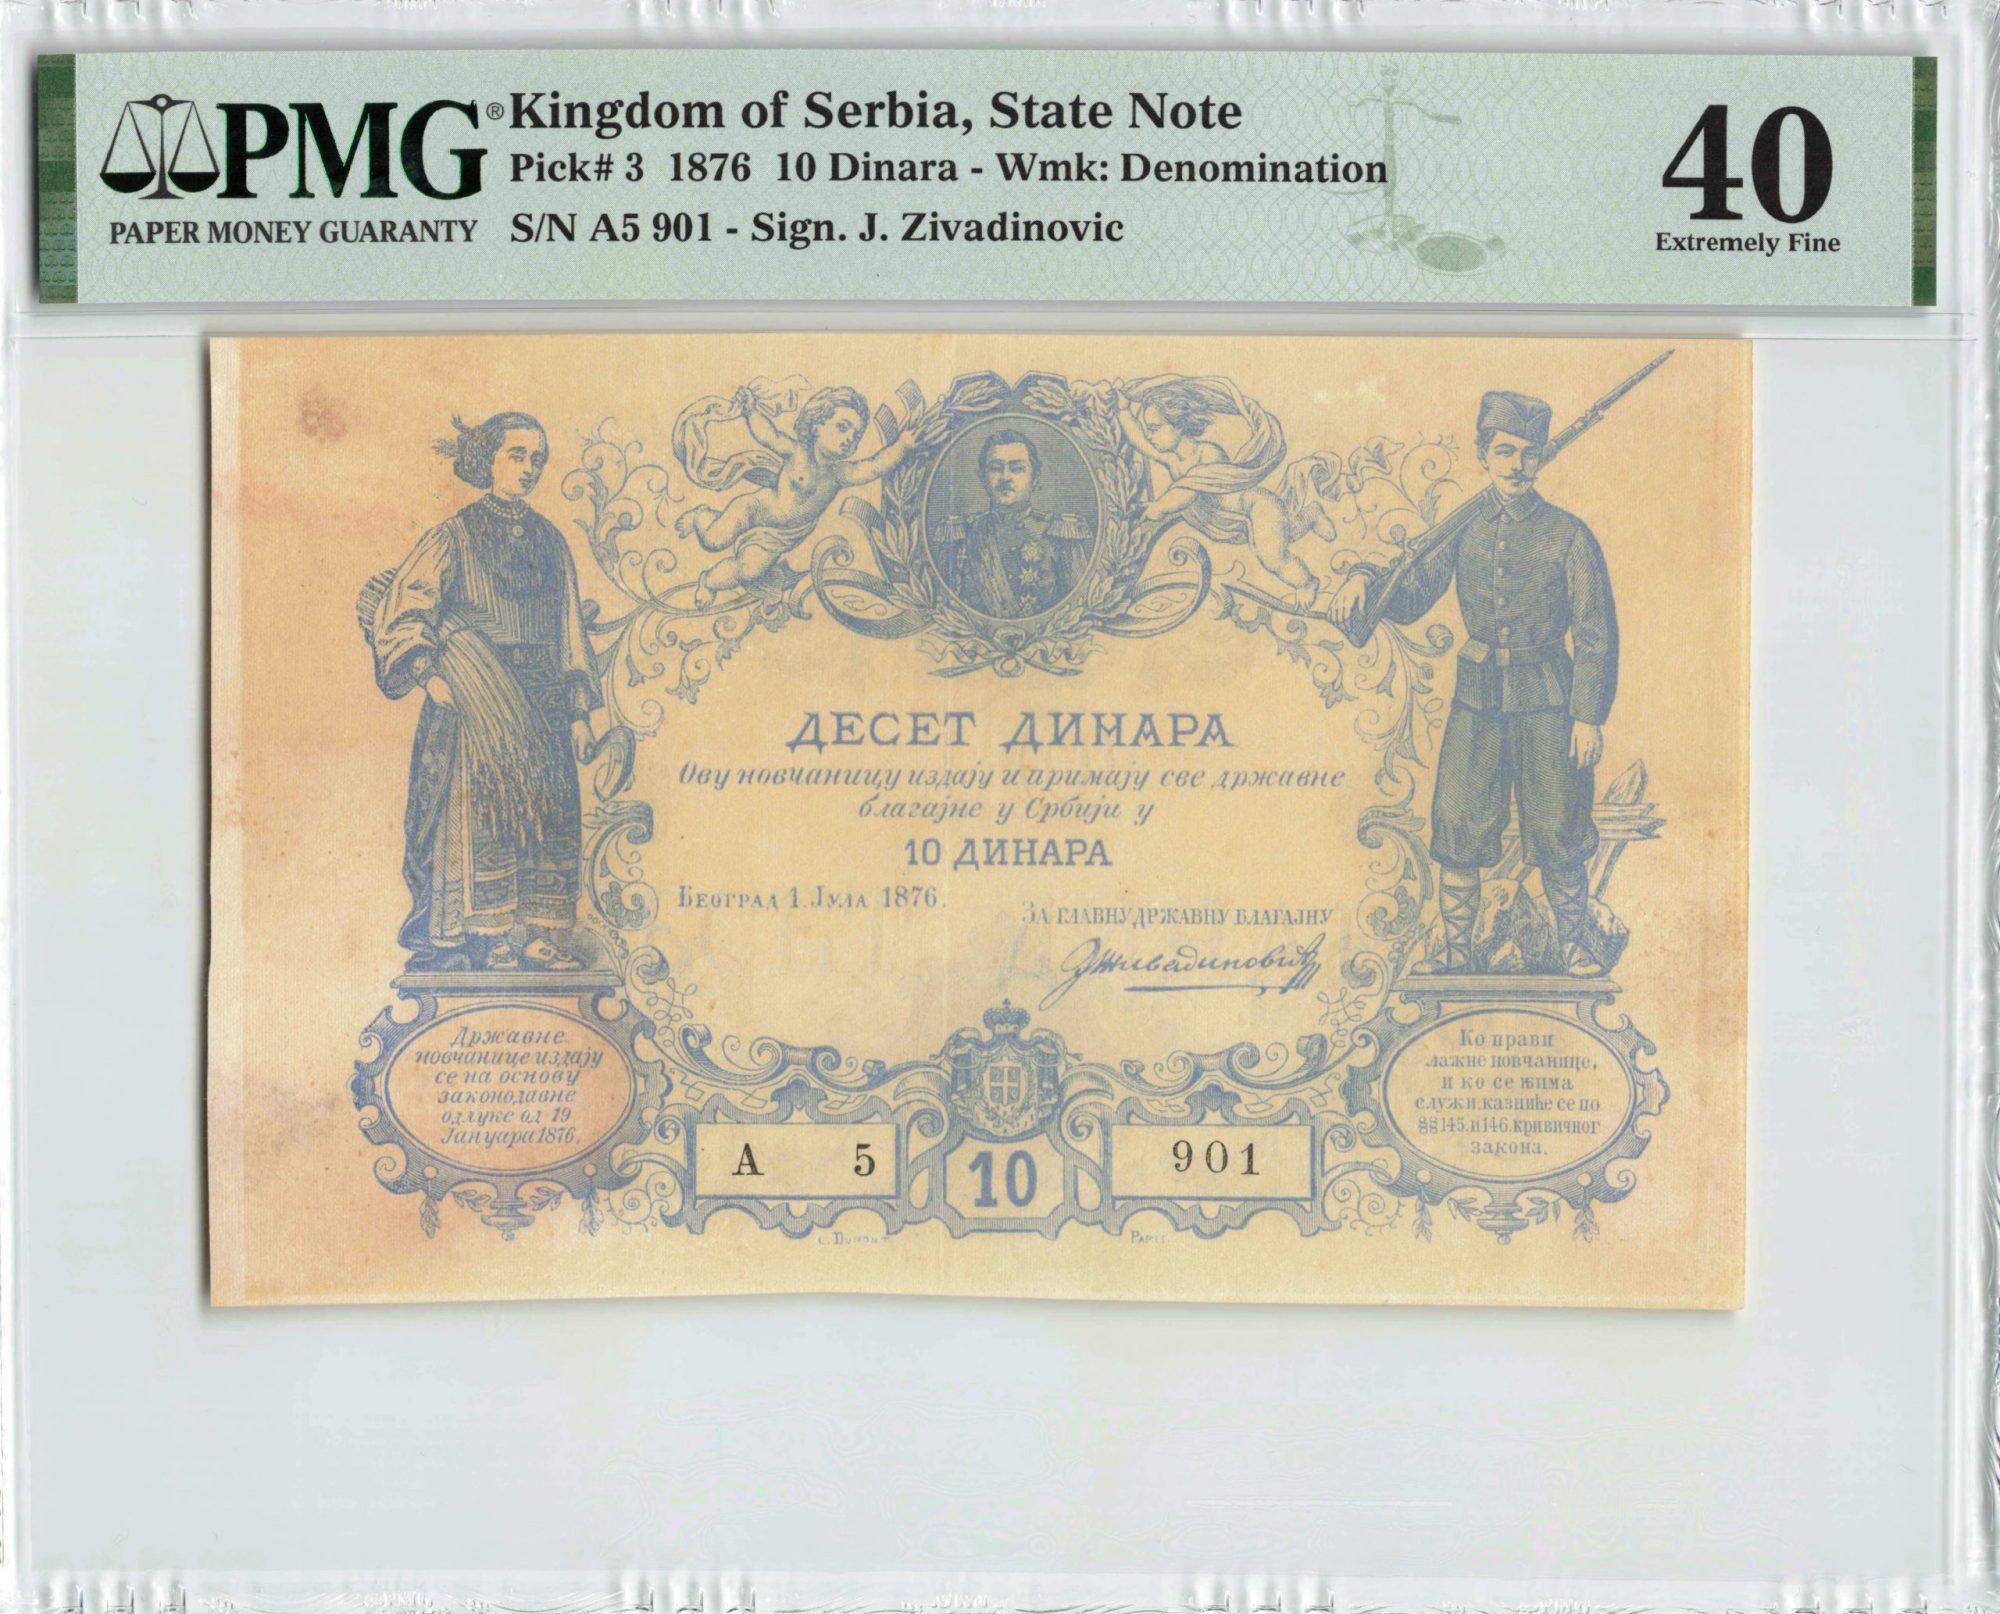 PMG®
PAPER MONEY GUARANTY
Kingdom of Serbia, State Note
Pick# 3 1876 10 Dinara - Wmk: Denomination
S/N A5 901 - Sign. J. Zivadinovic
40
Extremely Fine
ДЕСЕТ ДИНАРА
Ову новчаницу издају и примају све државне
благајне у Србији у
10 ДИНАРА
БЕОГРАД 1. ЈУЛА 1876.
ЗА ГЛАВНУ ДРЖАВНУ БЛАГАЈНУ
Живадиновић
Државне
новчанице издају
се на основу
законодавне
одлуке од 19
Јануара 1876.
Ко прави
лажне новчанице,
и ко се њима
служи, казниће се по
§§ 145. и 146. кривичног
закона.
А 5
10
901
L. DUMONT
PARIS